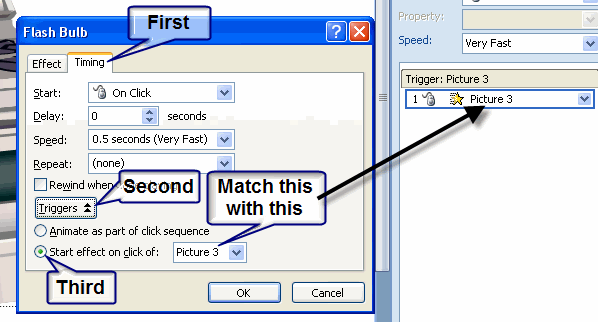 Flash Bulb
First
Effect
Timing
Start:
On Click
Delay:
0
seconds
Speed:
0.5 seconds (Very Fast)
Repeat:
(none)
Rewind when
Second
Triggers
Match this
with this
Animate as part of click sequence
Start effect on click of:
Picture 3
Third
OK
Cancel
Property:
Speed:
Very Fast
Trigger: Picture 3
1
Picture 3